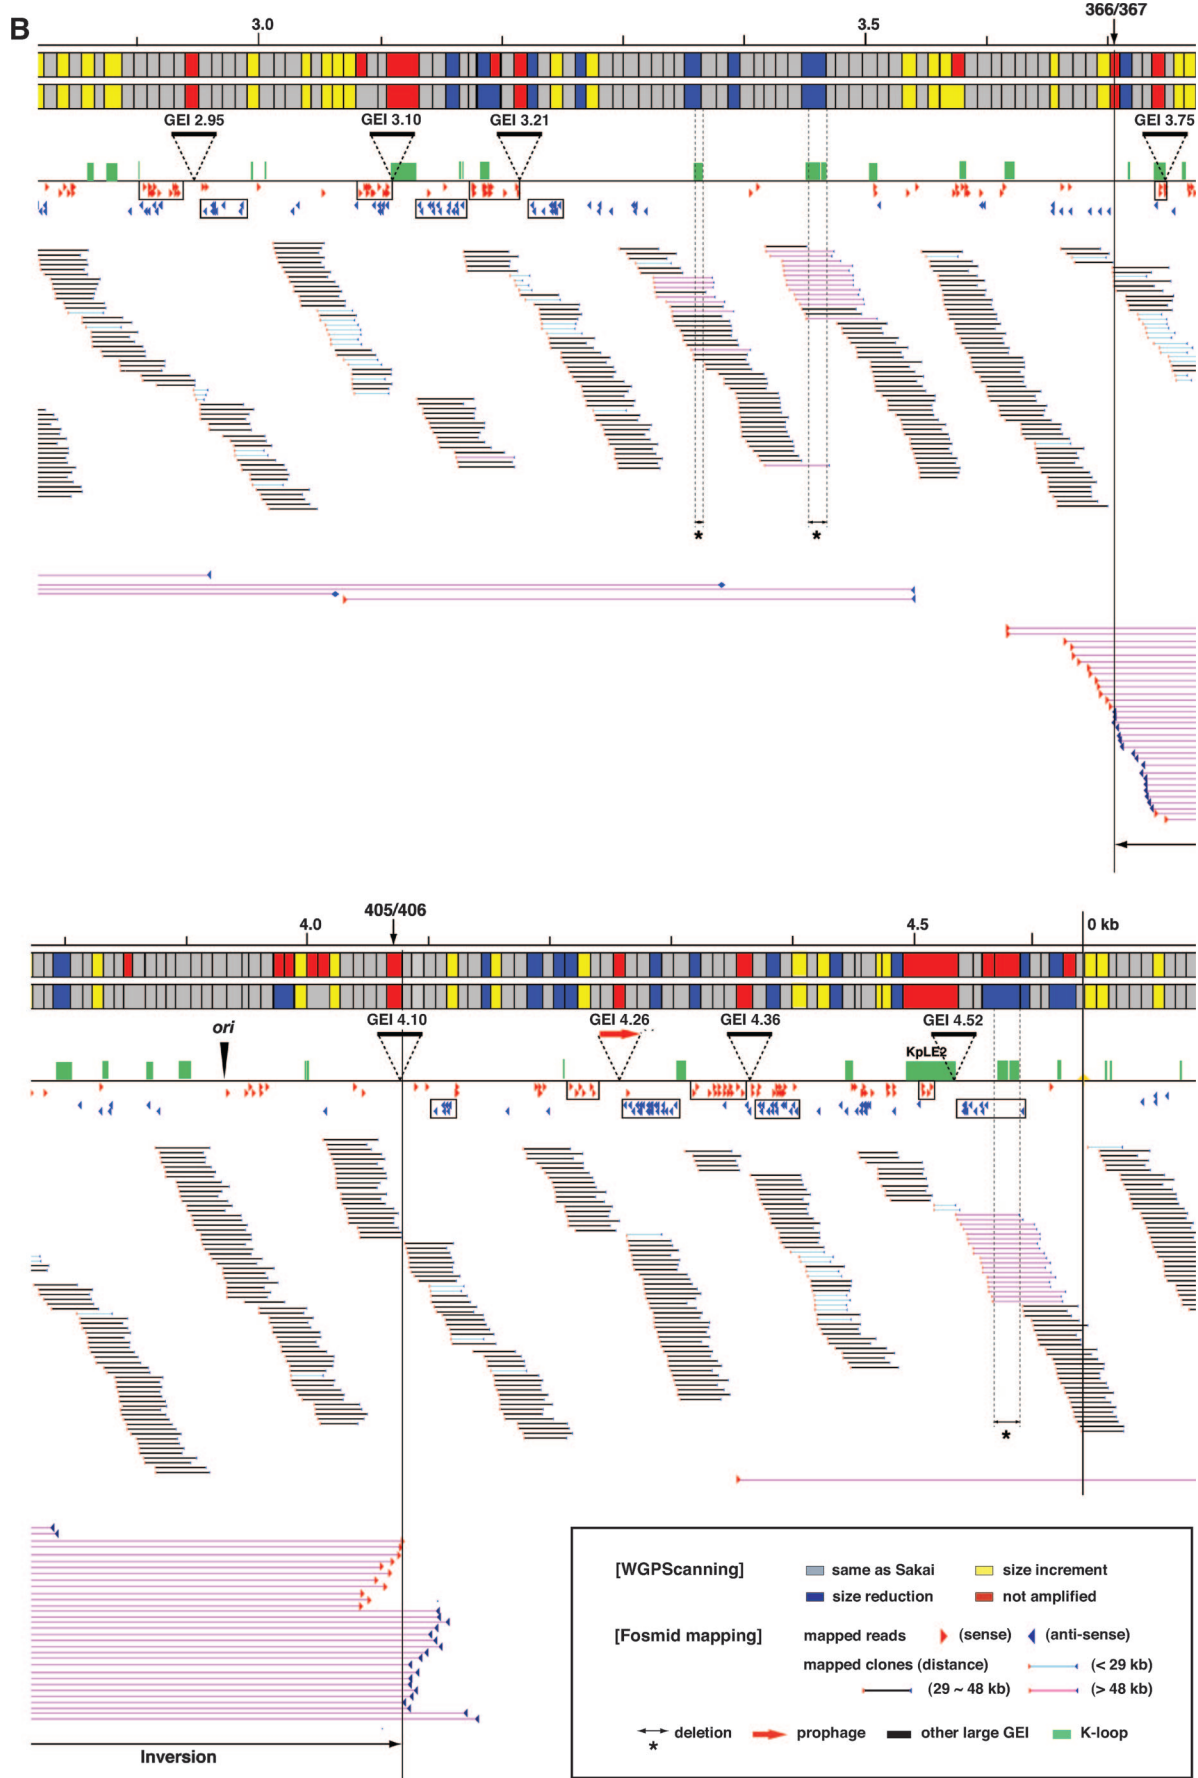 B
3.0
3.5
366/367
GEI 2.95
GEI 3.10
GEI 3.21
GEI 3.75
*
*
405/406
4.0
4.5
0 kb
ori
GEI 4.10
GEI 4.26
GEI 4.36
GEI 4.52
KpLE2
*
Inversion
[WGPScanning]
same as Sakai
size increment
size reduction
not amplified
[Fosmid mapping]
mapped reads
(sense)
(anti-sense)
mapped clones (distance)
(< 29 kb)
(29 ~ 48 kb)
(> 48 kb)
deletion
*
prophage
other large GEI
K-loop